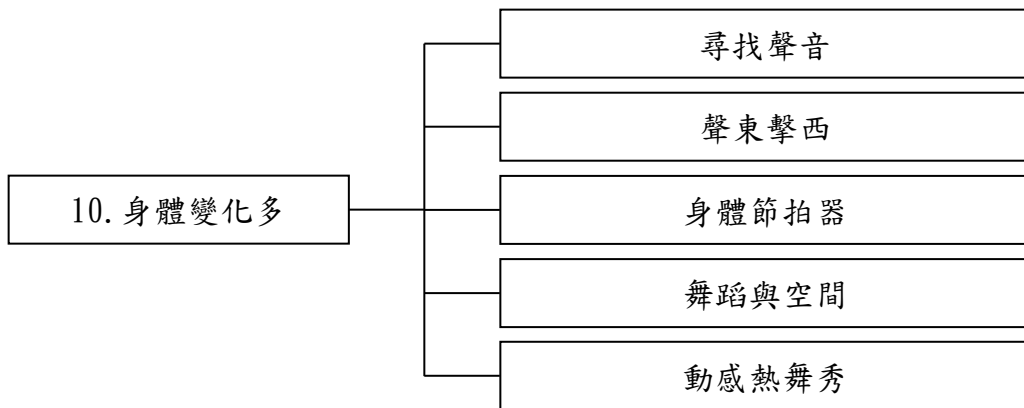 尋找聲音
聲東擊西
10.身體變化多
身體節拍器
舞蹈與空間
動感熱舞秀